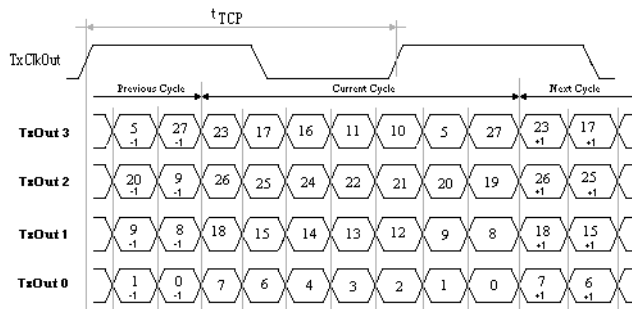 t TCP
TxClkOut
Previous Cycle Current Cycle Next Cycle
TxOut 3 5 -1 27 -1 23 17 16 11 10 5 27 23 +1 17 +1
TxOut 2 20 -1 9 -1 26 25 24 22 21 20 19 26 +1 25 +1
TxOut 1 9 -1 8 -1 18 15 14 13 12 9 8 18 +1 15 +1
TxOut 0 1 -1 0 -1 7 6 4 3 2 1 0 7 +1 6 +1